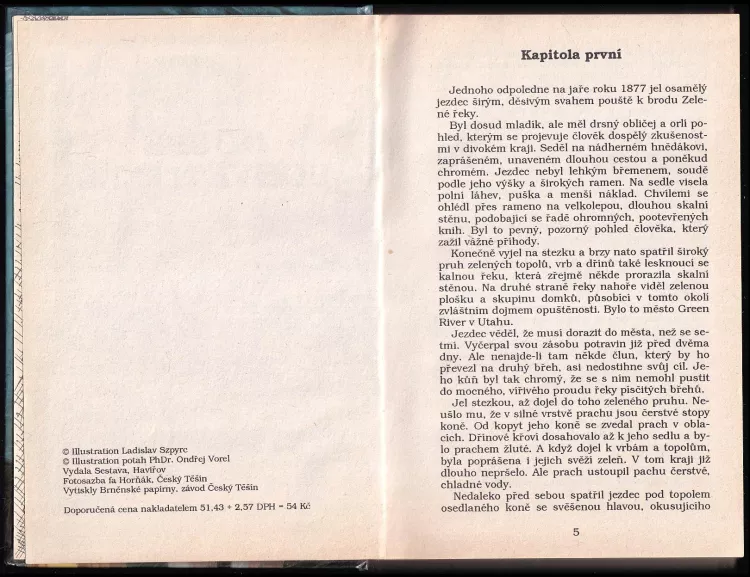 © Illustration Ladislav Szpyrc
© Illustration potah PhDr. Ondřej Vorel
Vydala Sestava, Havířov
Fotosazba fa Horňák, Český Těšín
Vytiskly Brněnské papírny, závod Český Těšín
Doporučená cena nakladatelem 51,43 + 2,57 DPH = 54 Kč
Kapitola první
Jednoho odpoledne na jaře roku 1877 jel osamělý
jezdec širým, děsivým svahem pouště k brodu Zele-
né řeky.
Byl dosud mladík, ale měl drsný obličej a orlí po-
hled, kterým se projevuje člověk dospělý zkušenost-
mi v divokém kraji. Seděl na nádherném hnědákovi,
zaprášeném, unaveném dlouhou cestou a poněkud
chromém. Jezdec nebyl lehkým břemenem, soudě
podle jeho výšky a širokých ramen. Na sedle visela
polní láhev, puška a menší náklad. Chvílemi se
ohlédl přes rameno na velkolepou, dlouhou skalní
stěnu, podobající se řadě ohromných, pootevřených
knih. Byl to pevný, pozorný pohled člověka, který
zažil vážné příhody.
Konečně vyjel na stezku a brzy nato spatřil široký
pruh zelených topolů, vrb a dřínů také lesknoucí se
kalnou řeku, která zřejmě někde prorazila skalní
stěnou. Na druhé straně řeky nahoře viděl zelenou
plošku a skupinu domků, působící v tomto okolí
zvláštním dojmem opuštěnosti. Bylo to město Green
River v Utahu.
Jezdec věděl, že musí dorazit do města, než se se-
tmí. Vyčerpal svou zásobu potravin již před dvěma
dny. Ale nenajde-li tam někde člun, který by ho
převezl na druhý břeh, asi nedostihne svůj cíl. Je-
ho kůň byl tak chromý, že se s ním nemohl pustit
do mocného, vířivého proudu řeky písčitých břehů.
Jel stezkou, až dojel do toho zeleného pruhu. Ne-
ušlo mu, že v silné vrstvě prachu jsou čerstvé stopy
koně. Od kopyt jeho koně se zvedal prach v obla-
cích. Dřínové křoví dosahovalo až k jeho sedlu a by-
lo prachem žluté. A když dojel k vrbám a topolům,
byla poprášena i jejich svěží zeleň. V tom kraji již
dlouho nepršelo. Ale prach ustoupil pachu čerstvé,
chladné vody.
Nedaleko před sebou spatřil jezdec pod topolem
osedlaného koně se svěšenou hlavou, okusujícího
5